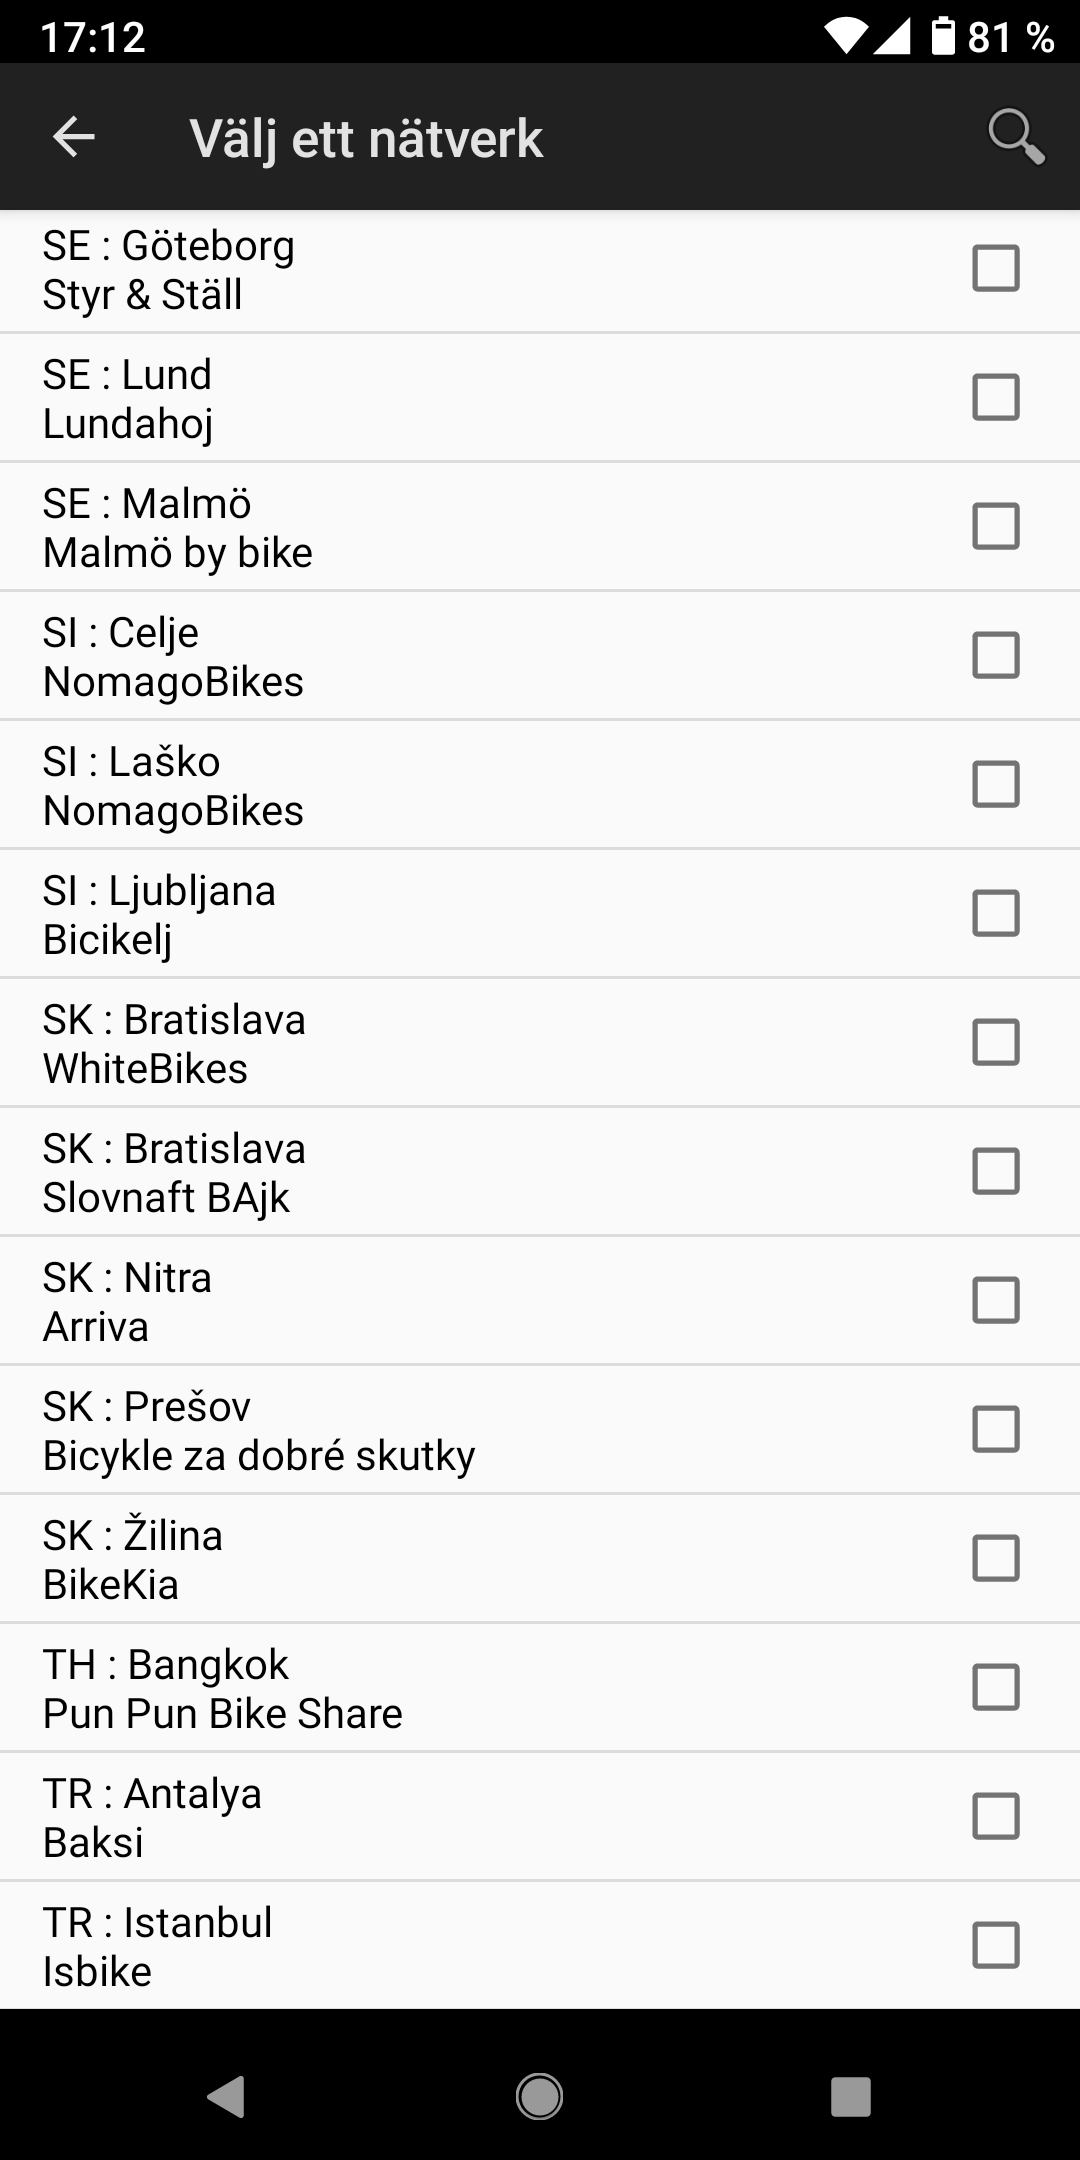 17:12
81 %
Välj ett nätverk
SE : Göteborg
Styr & Ställ
SE : Lund
Lundahoj
SE : Malmö
Malmö by bike
SI : Celje
NomagoBikes
SI : Laško
NomagoBikes
SI : Ljubljana
Bicikelj
SK : Bratislava
WhiteBikes
SK : Bratislava
Slovnaft BAjk
SK : Nitra
Arriva
SK : Prešov
Bicykle za dobré skutky
SK : Žilina
BikeKia
TH : Bangkok
Pun Pun Bike Share
TR : Antalya
Baksi
TR : Istanbul
Isbike